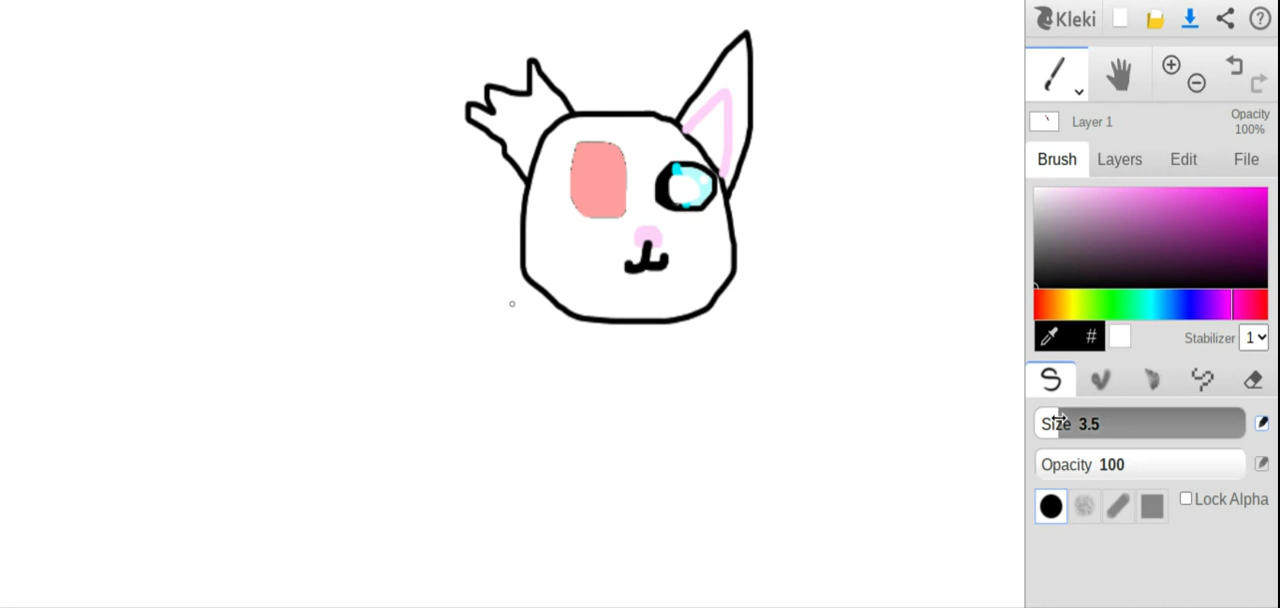 Kleki
Layer 1
Opacity
100%
Brush Layers Edit File
# Stabilizer 1
Size 3.5
Opacity 100
Lock Alpha